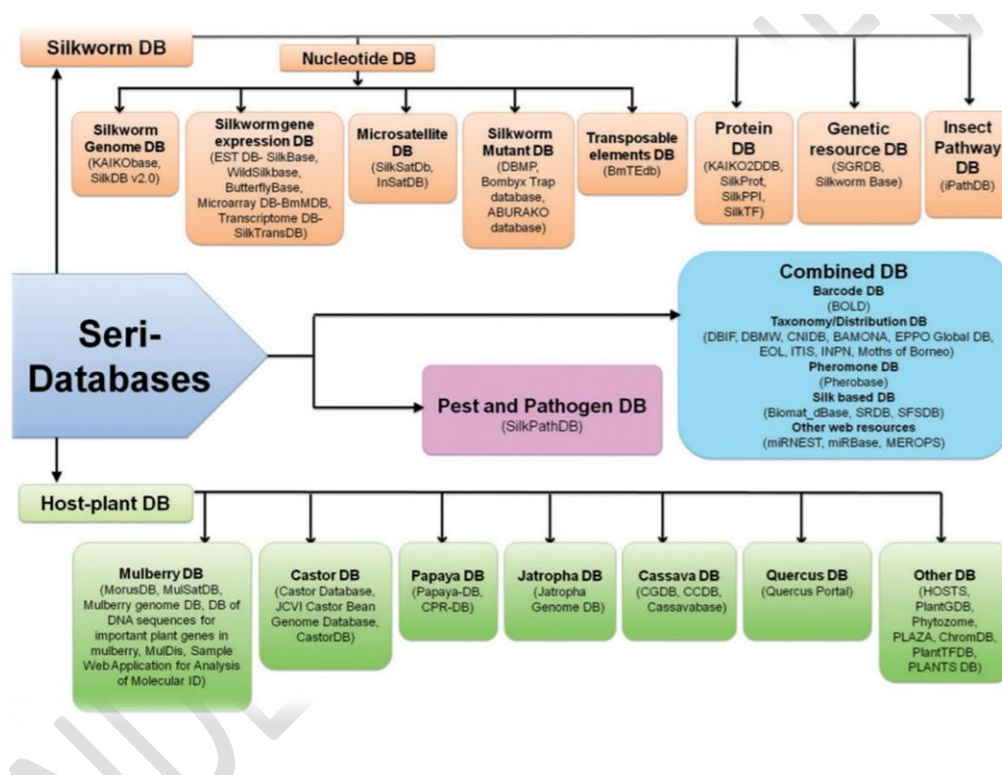 Silkworm DB
Nucleotide DB
Silkworm
Genome DB
(KAIKObase,
SilkDB v2.0)
Silkworm gene
expression DB
(EST DB- SilkBase,
WildSilkbase,
ButterflyBase,
Microarray DB-BmMDB,
Transcriptome DB-
SilkTransDB)
Microsatellite
DB
(SilkSatDb,
InSatDB)
Silkworm
Mutant DB
(DBMP,
Bombyx Trap
database,
ABURAKO
database)
Transposable
elements DB
(BmTEdb)
Protein
DB
(KAIKO2DDB,
SilkProt,
SilkPPI,
SilkTF)
Genetic
resource DB
(SGRDB,
Silkworm Base)
Insect
Pathway
DB
(iPathDB)
Seri-
Databases
Combined DB
Barcode DB
(BOLD)
Taxonomy/Distribution DB
(DBIF, DBMW, CNIDB, BAMONA, EPPO Global DB,
EOL, ITIS, INPN, Moths of Borneo)
Pheromone DB
(Pherobase)
Silk based DB
(Biomat_dBase, SRDB, SFSDB)
Other web resources
(miRNEST, miRBase, MEROPS)
Pest and Pathogen DB
(SilkPathDB)
Host-plant DB
Mulberry DB
(MorusDB, MulSatDB,
Mulberry genome DB, DB of
DNA sequences for
important plant genes in
mulberry, MulDis, Sample
Web Application for Analysis
of Molecular ID)
Castor DB
(Castor Database,
JCVI Castor Bean
Genome Database,
CastorDB)
Papaya DB
(Papaya-DB,
CPR-DB)
Jatropha DB
(Jatropha
Genome DB)
Cassava DB
(CGDB, CCDB,
Cassavabase)
Quercus DB
(Quercus Portal)
Other DB
(HOSTS,
PlantGDB,
Phytozome,
PLAZA, ChromDB,
PlantTFDB,
PLANTS DB)